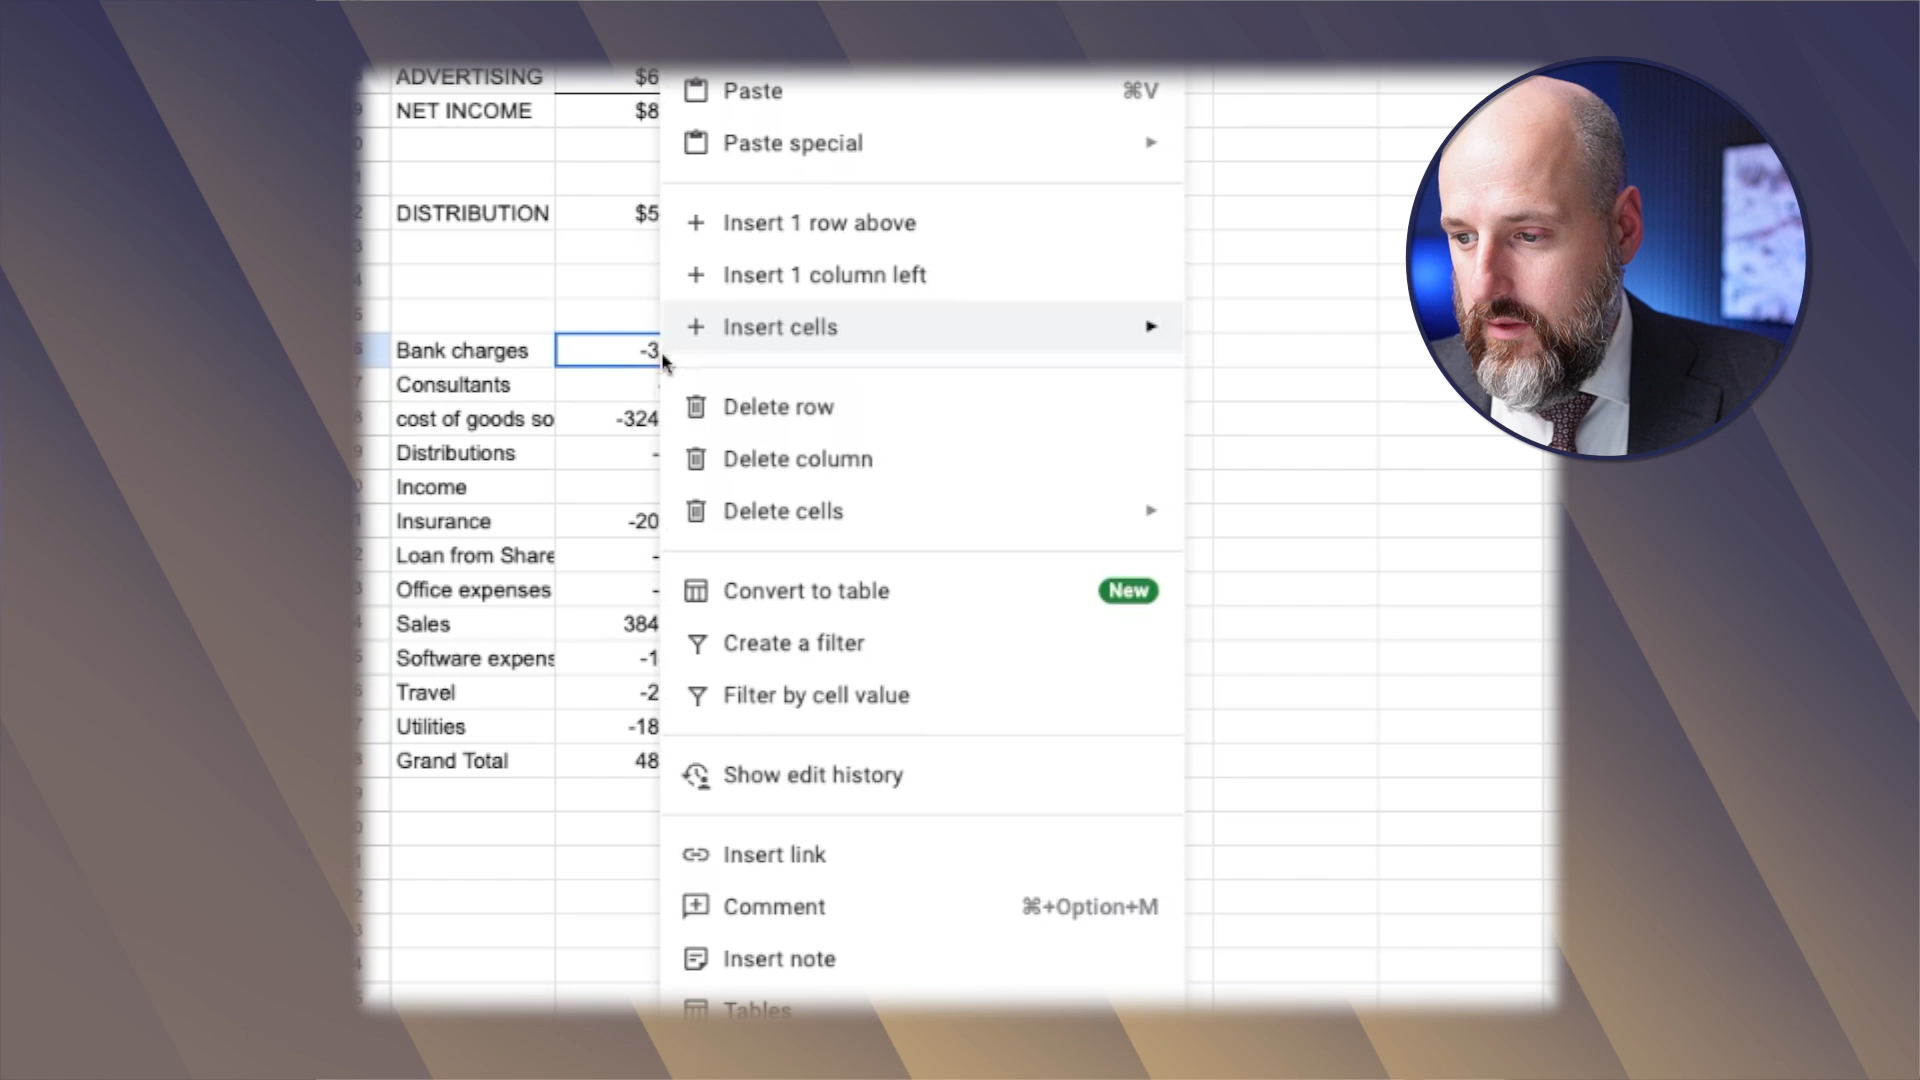 ADVERTISING $6
NET INCOME $8
DISTRIBUTION $5
Bank charges -3
Consultants
cost of goods so -324
Distributions -
Income
Insurance -20
Loan from Share -
Office expenses -
Sales 384
Software expens -1
Travel -2
Utilities -18
Grand Total 48
Paste ⌘V
Paste special
Insert 1 row above
Insert 1 column left
Insert cells
Delete row
Delete column
Delete cells
Convert to table New
Create a filter
Filter by cell value
Show edit history
Insert link
Comment ⌘+Option+M
Insert note
Tables